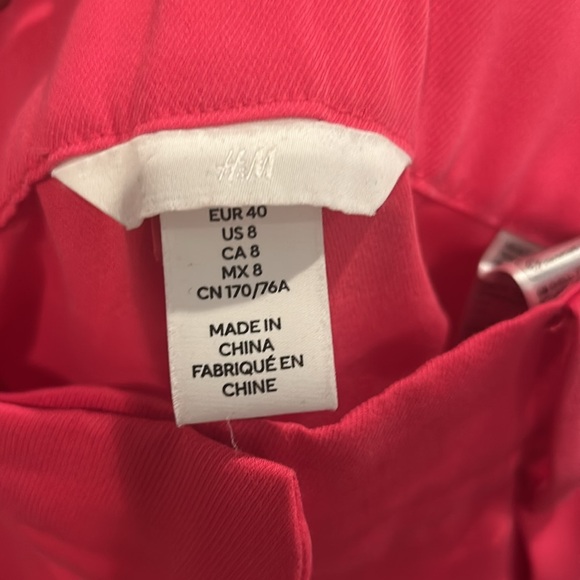 H&M
EUR 40
US 8
CA 8
MX 8
CN 170/76A
MADE IN
CHINA
FABRIQUÉ EN
CHINE